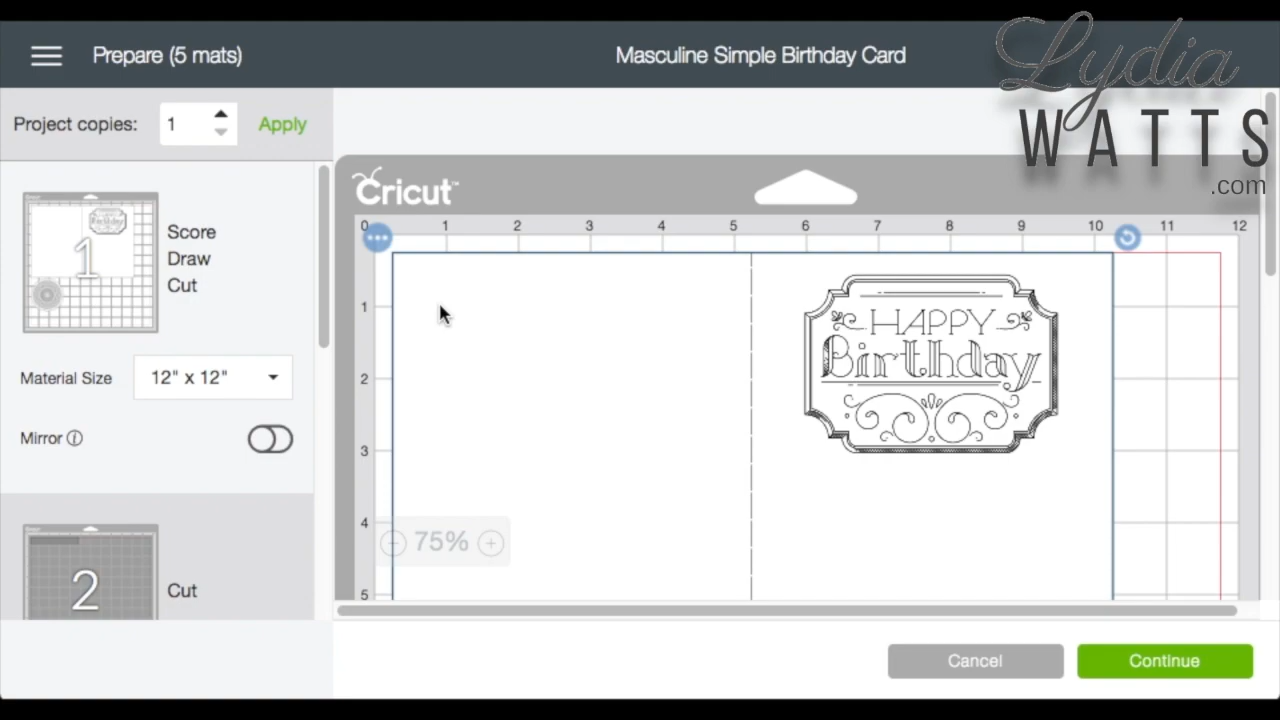 Prepare (5 mats)
Masculine Simple Birthday Card
Lydia
WATTS
.com
Project copies:
1
Apply
Cricut™
0 1 2 3 4 5 6 7 8 9 10 11 12
1
Score
Draw
Cut
HAPPY
Birthday
1
2
3
4
5
Material Size
12" x 12"
Mirror
75%
2
Cut
Cancel
Continue